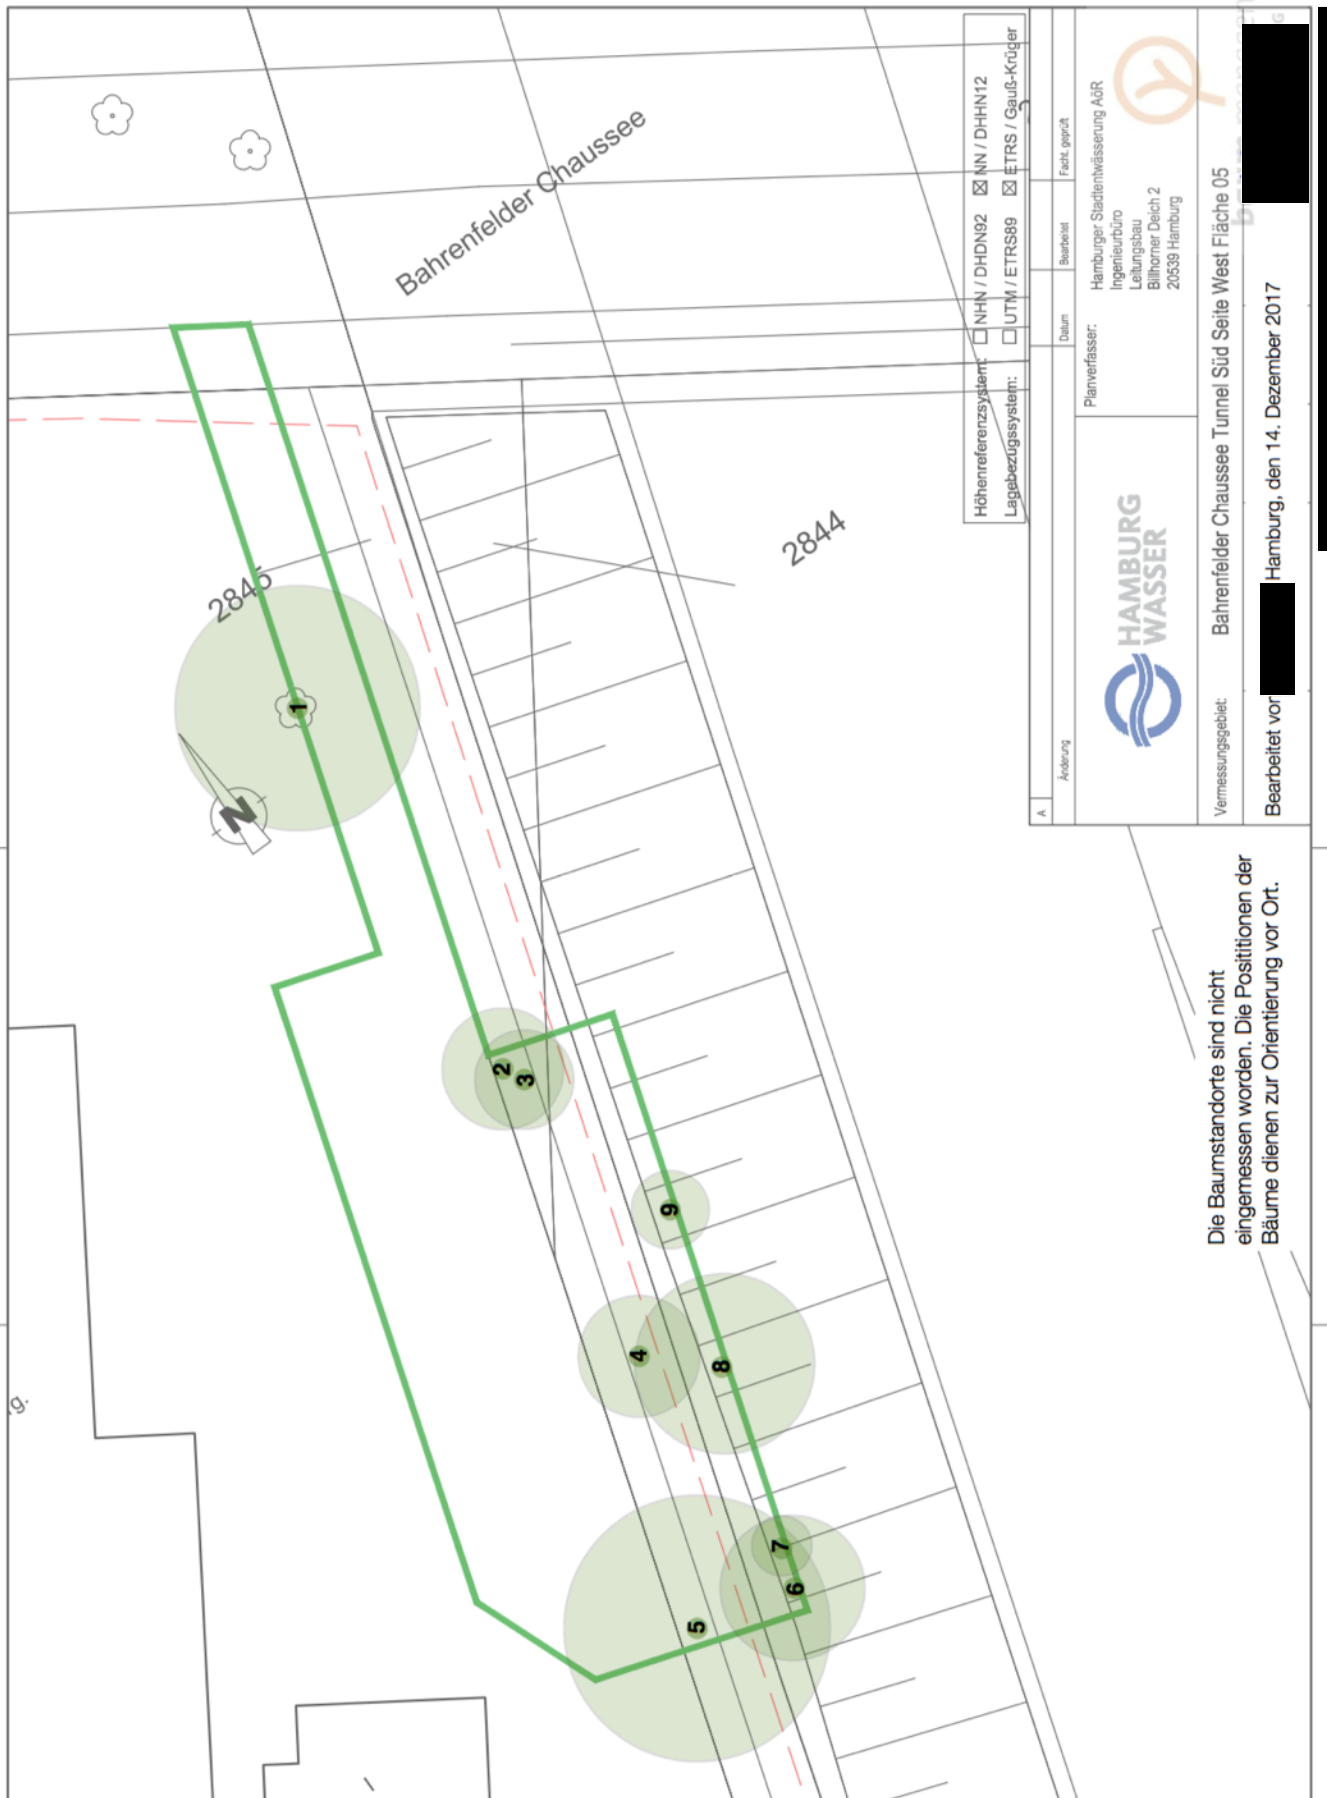 Bahrenfelder Chaussee
2845
2844
N
1
2
3
4
5
6
7
8
9
Höhenreferenzsystem: ☐ NHN / DHDN92 ☒ NN / DHHN12
Lagebezugssystem: ☐ UTM / ETRS89 ☒ ETRS / Gauß-Krüger
A
Änderung Datum Bearbeitet Facht. geprüft
HAMBURG
WASSER
Planverfasser:
Hamburger Stadtentwässerung AöR
Ingenieurbüro
Leitungsbau
Billhorner Deich 2
20539 Hamburg
Vermessungsgebiet: Bahrenfelder Chaussee Tunnel Süd Seite West Fläche 05
Bearbeitet von Hamburg, den 14. Dezember 2017
Die Baumstandorte sind nicht
eingemessen worden. Die Posititionen der
Bäume dienen zur Orientierung vor Ort.